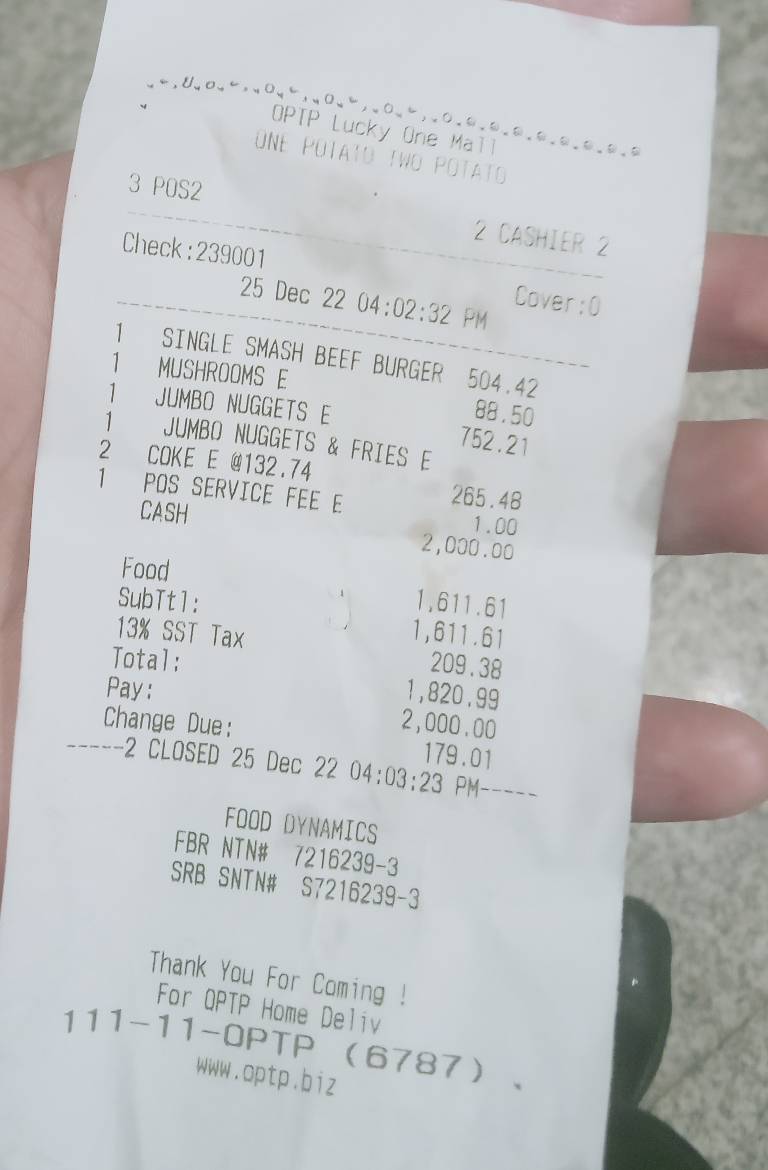 OPTP Lucky One Mall
ONE POTATO TWO POTATO
3 POS2 2 CASHIER 2
Check:239001 Cover:0
25 Dec 22 04:02:32 PM
1 SINGLE SMASH BEEF BURGER 504.42
1 MUSHROOMS E 88.50
1 JUMBO NUGGETS E 752.21
1 JUMBO NUGGETS & FRIES E
2 COKE E @132.74 265.48
1 POS SERVICE FEE E 1.00
CASH 2,000.00
Food 1,611.61
SubTtl: 1,611.61
13% SST Tax 209.38
Total: 1,820.99
Pay: 2,000.00
Change Due: 179.01
-----2 CLOSED 25 Dec 22 04:03:23 PM-----
FOOD DYNAMICS
FBR NTN# 7216239-3
SRB SNTN# S7216239-3
Thank You For Coming !
For OPTP Home Deliv
111-11-OPTP (6787) .
www.optp.biz